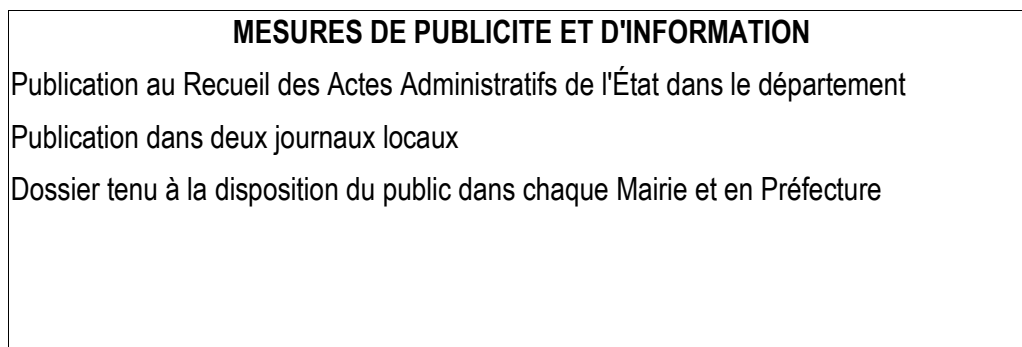 MESURES DE PUBLICITE ET D'INFORMATION
Publication au Recueil des Actes Administratifs de l'État dans le département
Publication dans deux journaux locaux
Dossier tenu à la disposition du public dans chaque Mairie et en Préfecture